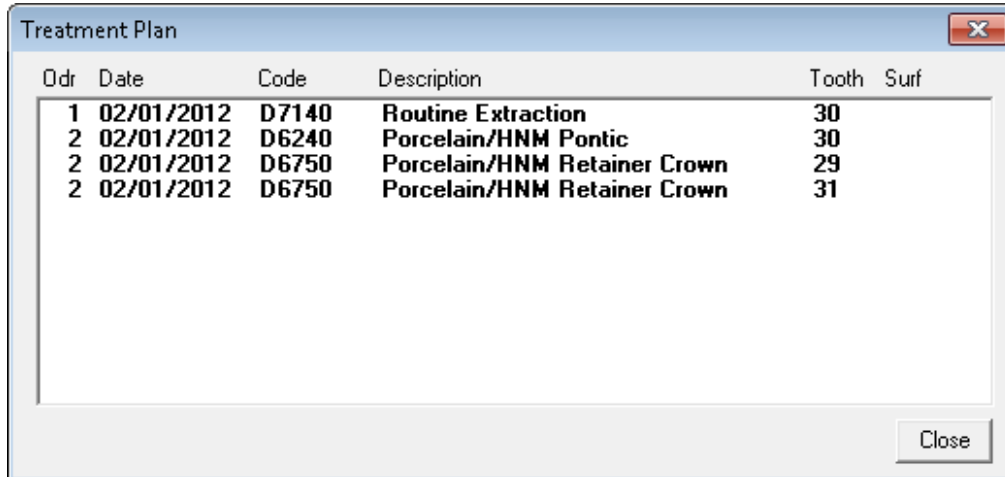 Treatment Plan
Odr Date Code Description Tooth Surf
1 02/01/2012 D7140 Routine Extraction 30
2 02/01/2012 D6240 Porcelain/HNM Pontic 30
2 02/01/2012 D6750 Porcelain/HNM Retainer Crown 29
2 02/01/2012 D6750 Porcelain/HNM Retainer Crown 31
Close